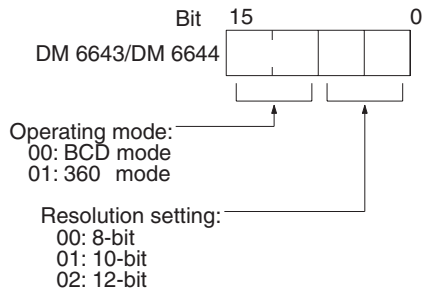 Bit 15 0
DM 6643/DM 6644
Operating mode:
00: BCD mode
01: 360 mode
Resolution setting:
00: 8-bit
01: 10-bit
02: 12-bit